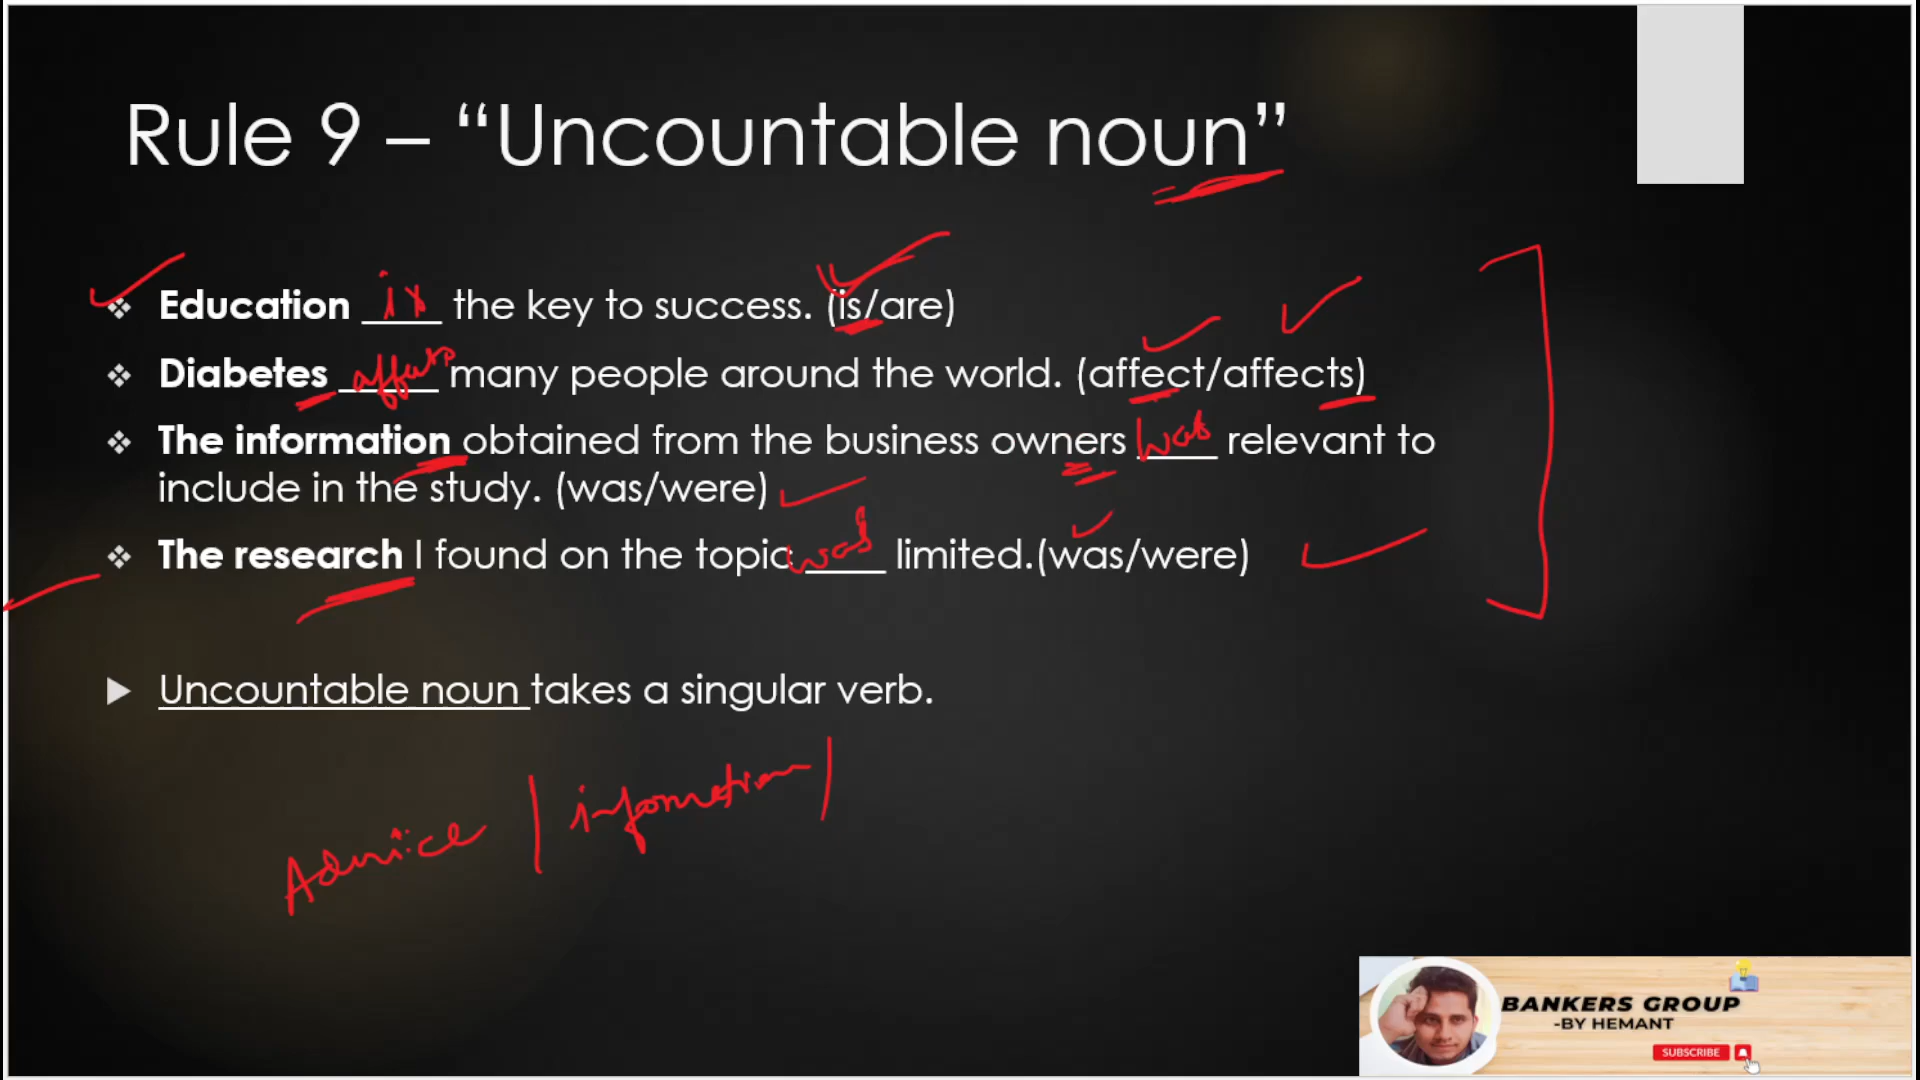 Rule 9 – “Uncountable noun”
❖ Education is the key to success. (is/are)
❖ Diabetes ____ many people around the world. (affect/affects)
❖ The information obtained from the business owners was relevant to
include in the study. (was/were)
❖ The research I found on the topic was limited.(was/were)
▶ Uncountable noun takes a singular verb.
Advice | information |
BANKERS GROUP
-BY HEMANT
SUBSCRIBE